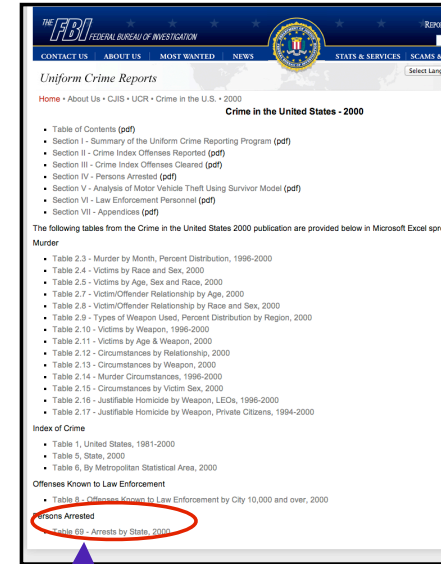 THE FBI FEDERAL BUREAU OF INVESTIGATION
REPO
CONTACT US ABOUT US MOST WANTED NEWS STATS & SERVICES SCAMS &
Uniform Crime Reports
Select Lang
Home • About Us • CJIS • UCR • Crime in the U.S. • 2000
Crime in the United States - 2000
Table of Contents (pdf)
Section I - Summary of the Uniform Crime Reporting Program (pdf)
Section II - Crime Index Offenses Reported (pdf)
Section III - Crime Index Offenses Cleared (pdf)
Section IV - Persons Arrested (pdf)
Section V - Analysis of Motor Vehicle Theft Using Survivor Model (pdf)
Section VI - Law Enforcement Personnel (pdf)
Section VII - Appendices (pdf)
The following tables from the Crime in the United States 2000 publication are provided below in Microsoft Excel spre
Murder
Table 2.3 - Murder by Month, Percent Distribution, 1996-2000
Table 2.4 - Victims by Race and Sex, 2000
Table 2.5 - Victims by Age, Sex and Race, 2000
Table 2.7 - Victim/Offender Relationship by Age, 2000
Table 2.8 - Victim/Offender Relationship by Race and Sex, 2000
Table 2.9 - Types of Weapon Used, Percent Distribution by Region, 2000
Table 2.10 - Victims by Weapon, 1996-2000
Table 2.11 - Victims by Age & Weapon, 2000
Table 2.12 - Circumstances by Relationship, 2000
Table 2.13 - Circumstances by Weapon, 2000
Table 2.14 - Murder Circumstances, 1996-2000
Table 2.15 - Circumstances by Victim Sex, 2000
Table 2.16 - Justifiable Homicide by Weapon, LEOs, 1996-2000
Table 2.17 - Justifiable Homicide by Weapon, Private Citizens, 1994-2000
Index of Crime
Table 1, United States, 1981-2000
Table 5, State, 2000
Table 6, By Metropolitan Statistical Area, 2000
Offenses Known to Law Enforcement
Table 8 - Offenses Known to Law Enforcement by City 10,000 and over, 2000
Persons Arrested
Table 69 - Arrests by State, 2000